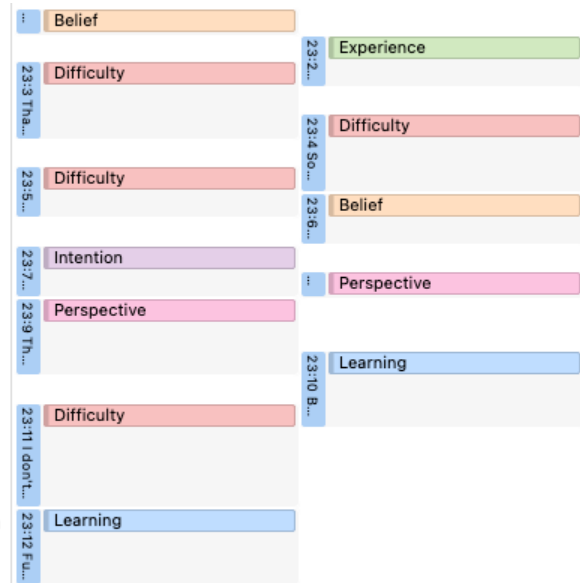 ...
Belief
23:2...
Experience
23:3 Tha...
Difficulty
23:4 So...
Difficulty
23:5...
Difficulty
23:6...
Belief
23:7...
Intention
...
Perspective
23:9 Th...
Perspective
23:10 B...
Learning
23:11 I don't...
Difficulty
23:12 Fu...
Learning